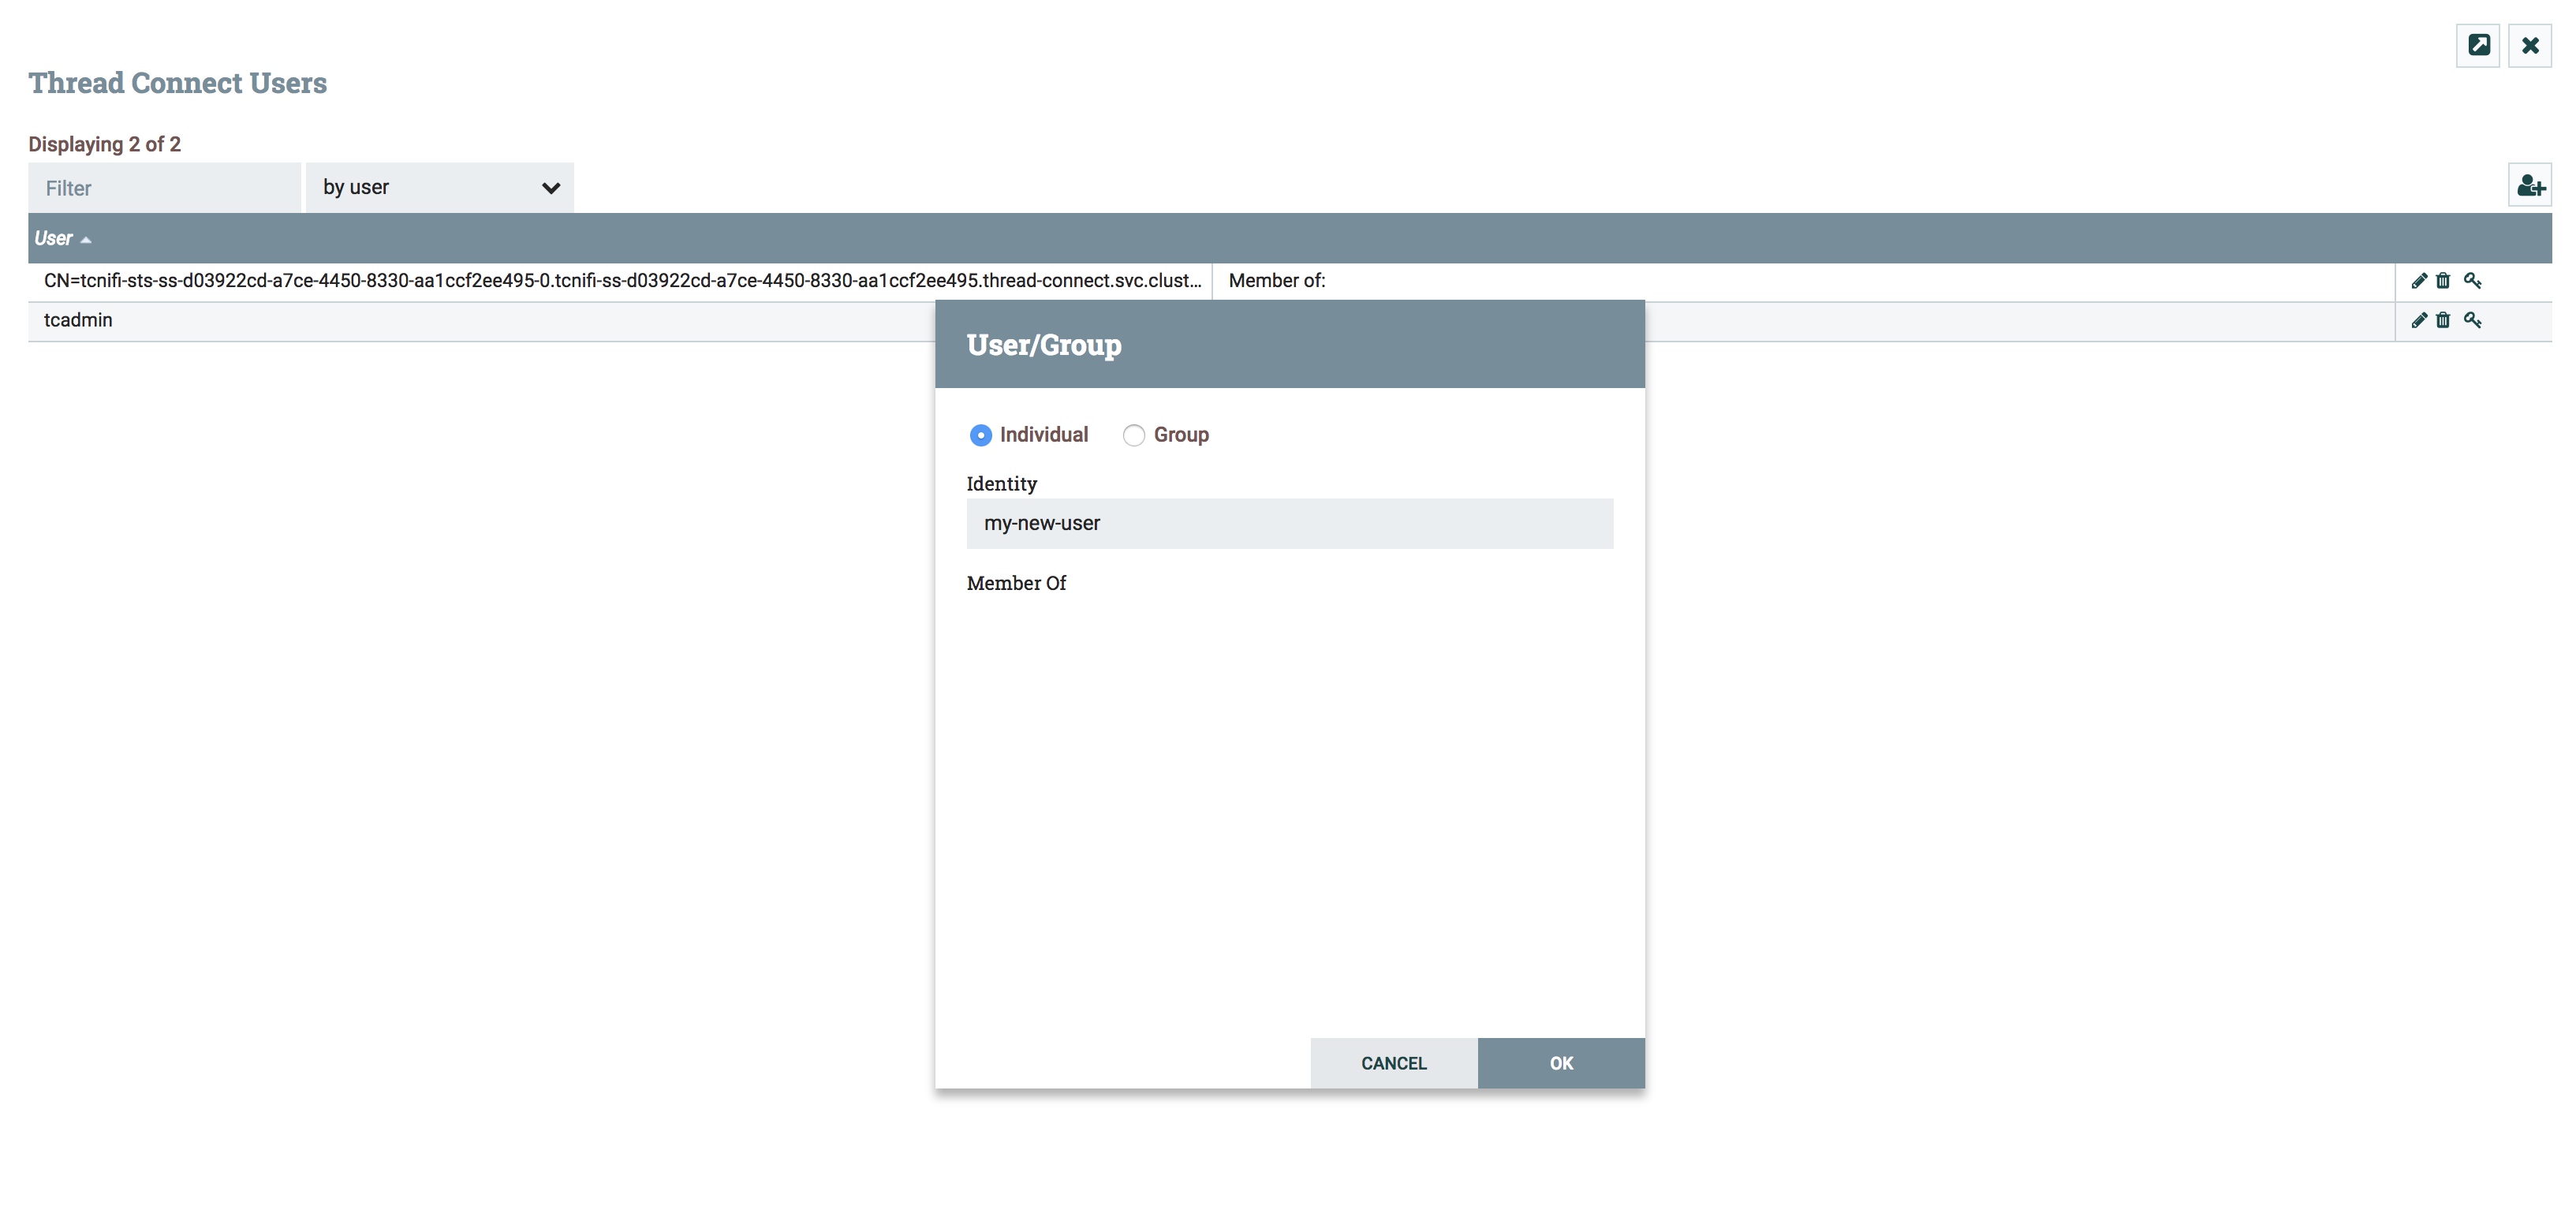 Thread Connect Users
Displaying 2 of 2
Filter
by user
User
CN=tcnifi-sts-ss-d03922cd-a7ce-4450-8330-aa1ccf2ee495-0.tcnifi-ss-d03922cd-a7ce-4450-8330-aa1ccf2ee495.thread-connect.svc.clust...
Member of:
tcadmin
User/Group
Individual
Group
Identity
my-new-user
Member Of
CANCEL
OK